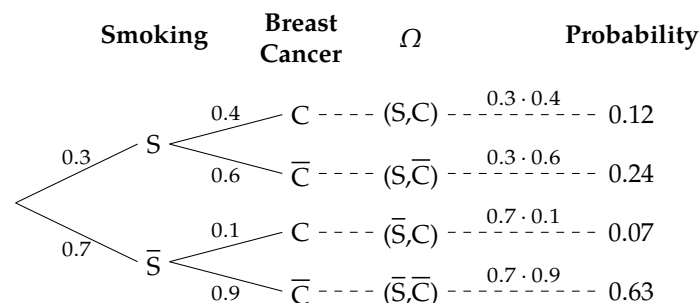 Smoking Breast Cancer Ω Probability
0.3 S 0.4 C (S,C) 0.3 · 0.4 0.12
0.6 C̅ (S,C̅) 0.3 · 0.6 0.24
0.7 S̅ 0.1 C (S̅,C) 0.7 · 0.1 0.07
0.9 C̅ (S̅,C̅) 0.7 · 0.9 0.63